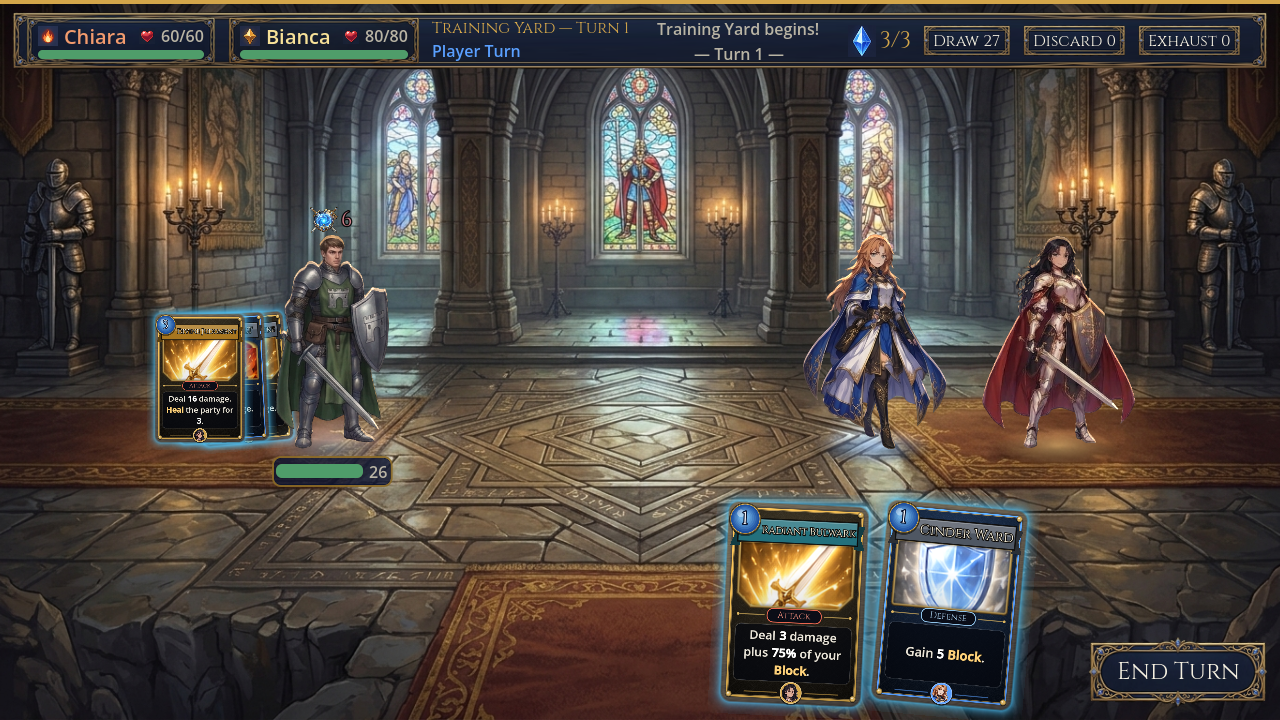 Chiara 60/60
Bianca 80/80
TRAINING YARD — TURN 1
Player Turn
Training Yard begins!
— Turn 1 —
3/3
DRAW 27
DISCARD 0
EXHAUST 0
6
ATTACK
Deal 16 damage.
Heal the party for
3.
26
1
RADIANT BULWARK
ATTACK
Deal 3 damage
plus 75% of your
Block.
1
CINDER WARD
DEFENSE
Gain 5 Block.
END TURN